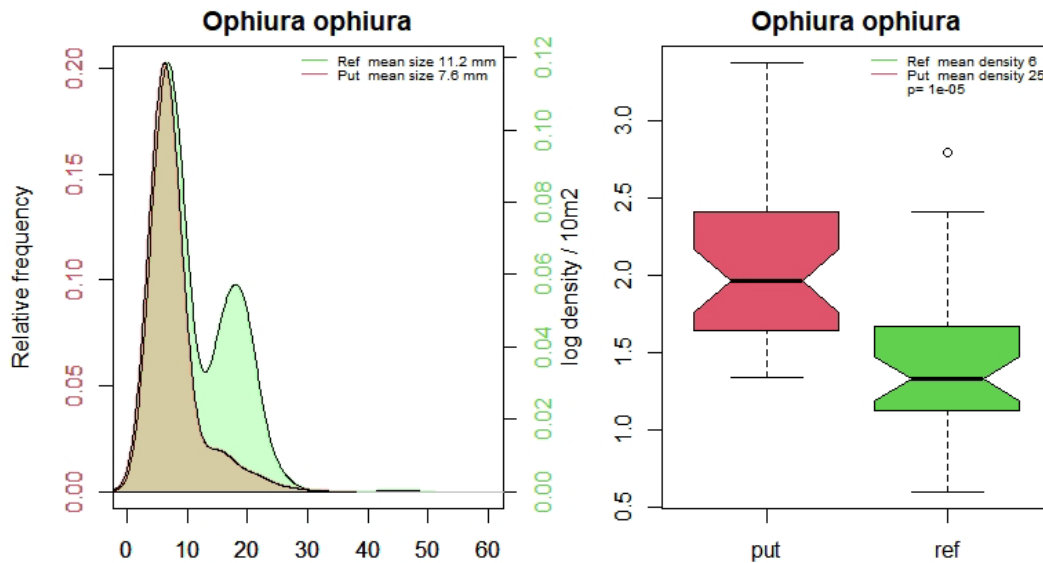 Ophiura ophiura
Ref mean size 11.2 mm
Put mean size 7.6 mm
Relative frequency
0.00 0.05 0.10 0.15 0.20
0.00 0.02 0.04 0.06 0.08 0.10 0.12
0 10 20 30 40 50 60
Ophiura ophiura
Ref mean density 6
Put mean density 25
p= 1e-05
log density / 10m2
0.5 1.0 1.5 2.0 2.5 3.0
put ref